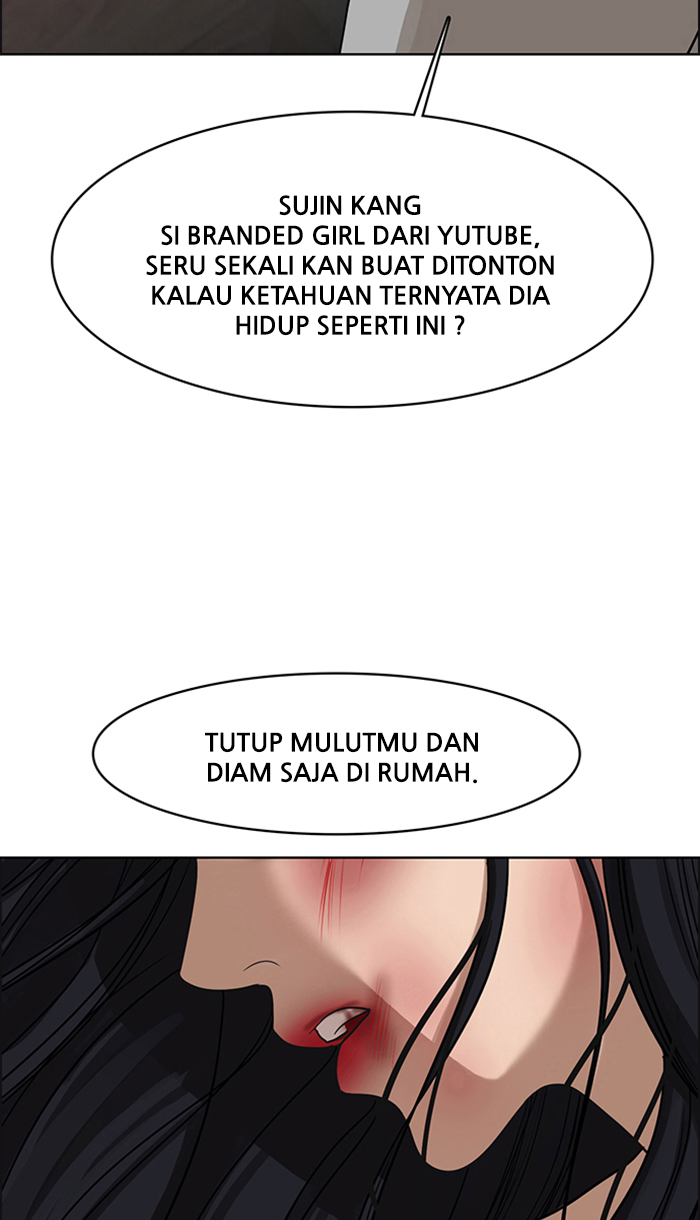 SUJIN KANG
SI BRANDED GIRL DARI YUTUBE,
SERU SEKALI KAN BUAT DITONTON
KALAU KETAHUAN TERNYATA DIA
HIDUP SEPERTI INI ?
TUTUP MULUTMU DAN
DIAM SAJA DI RUMAH.